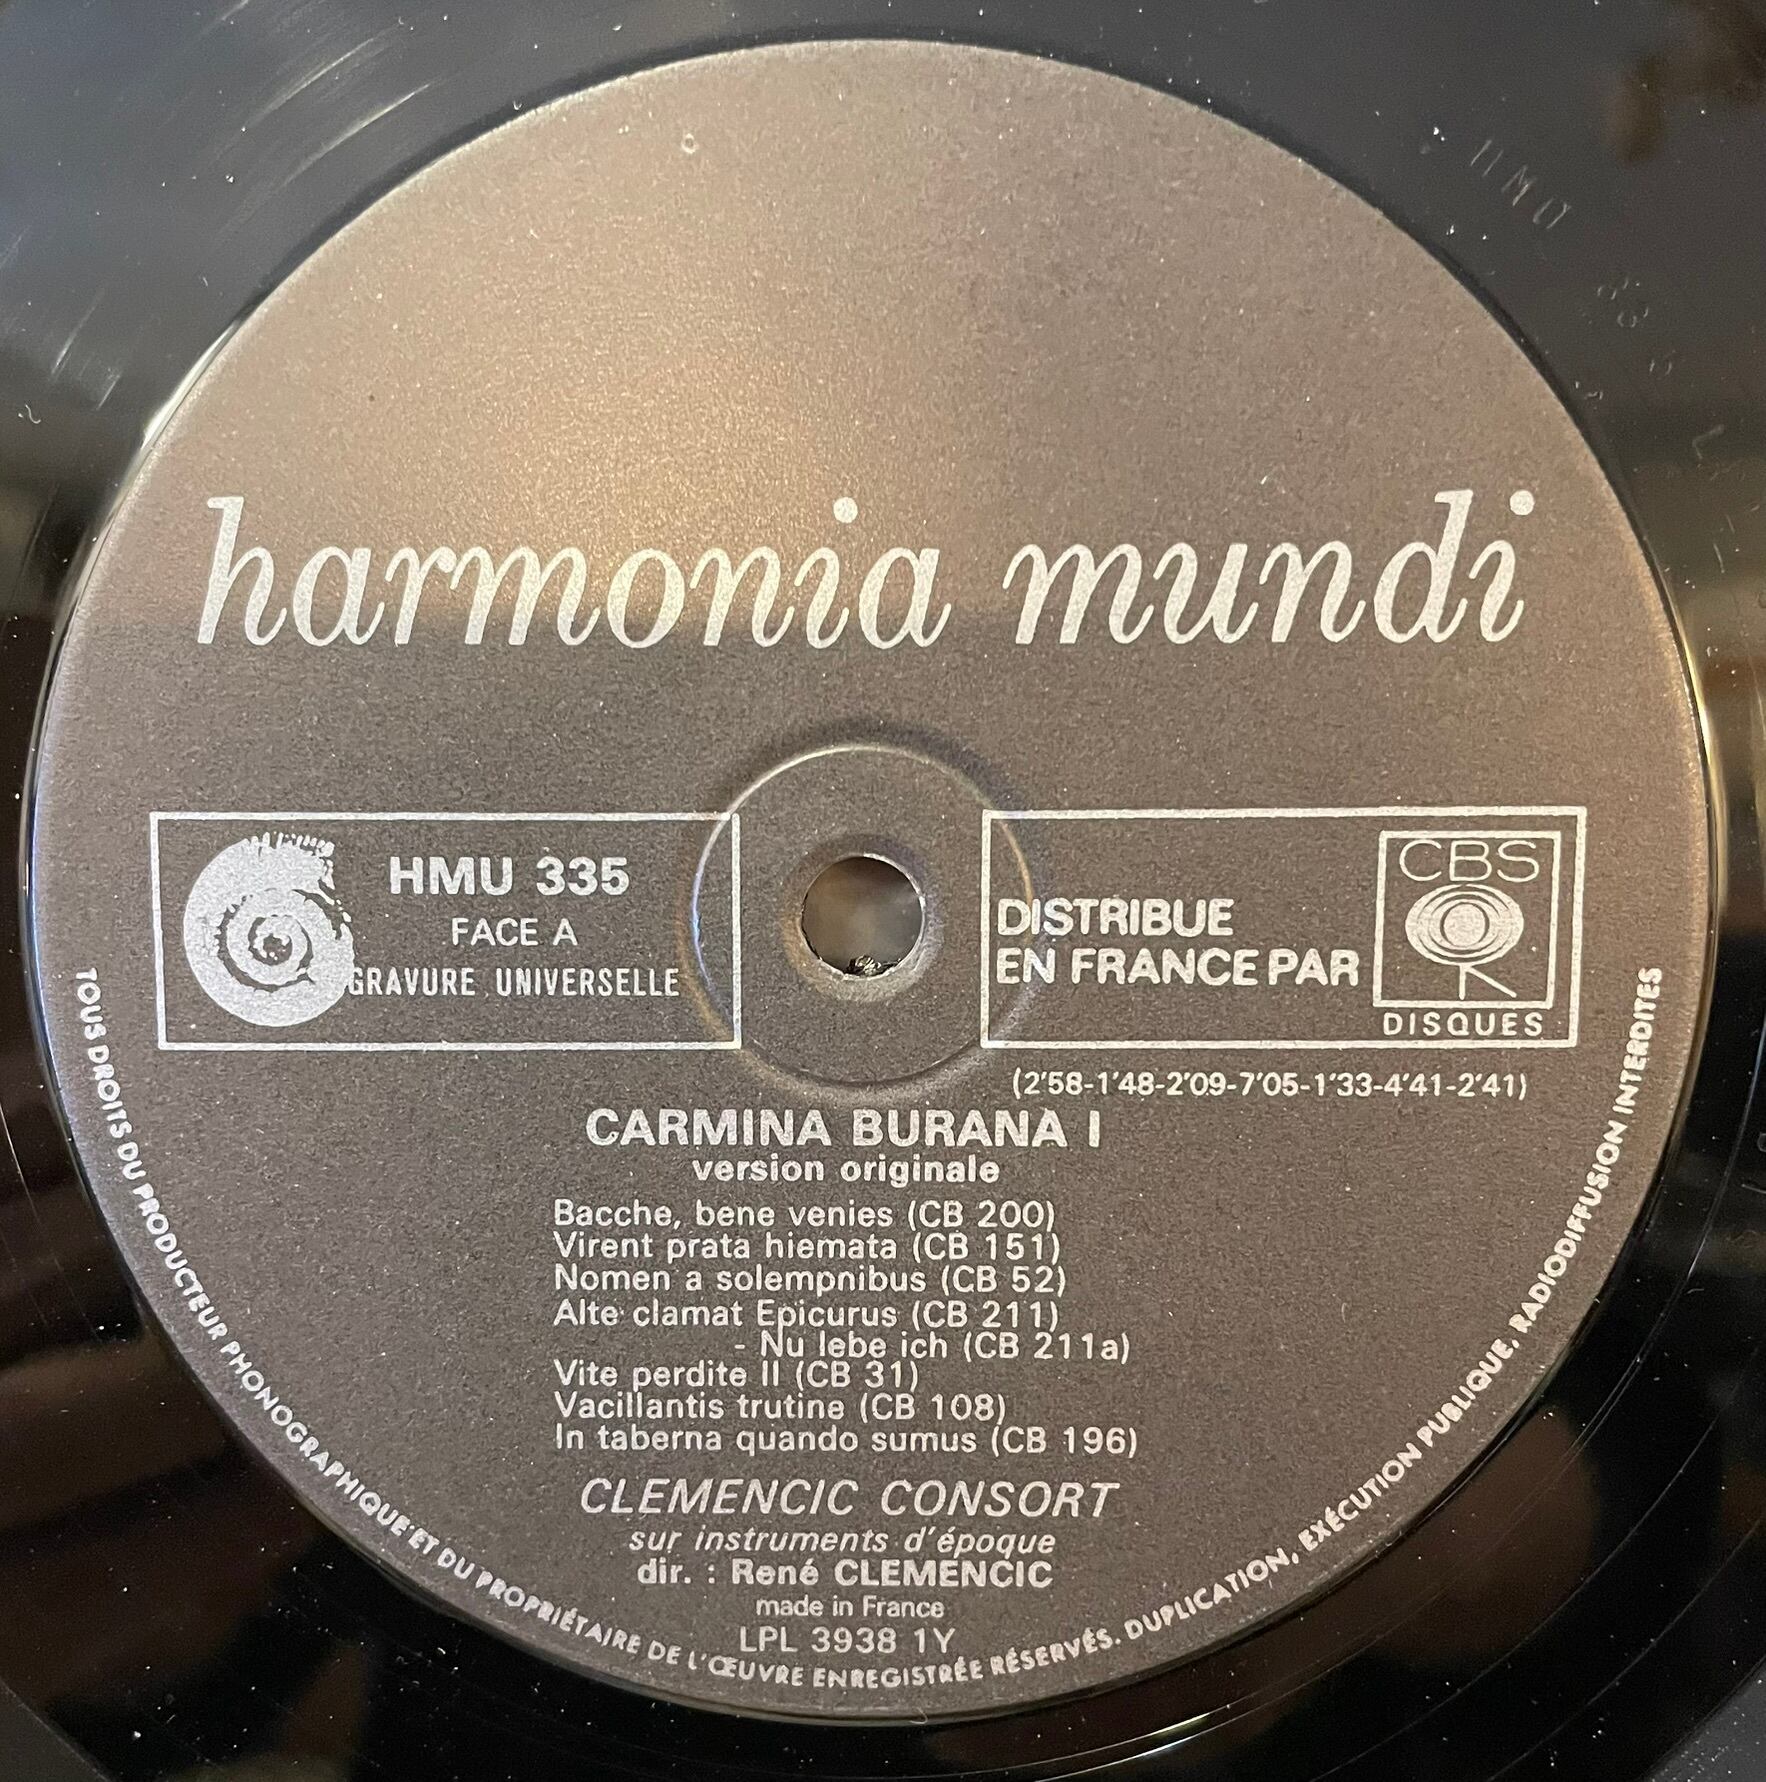 harmonia mundi
HMU 335
FACE A
GRAVURE UNIVERSELLE
DISTRIBUE
EN FRANCE PAR
CBS
DISQUES
(2'58-1'48-2'09-7'05-1'33-4'41-2'41)
CARMINA BURANA I
version originale
Bacche, bene venies (CB 200)
Virent prata hiemata (CB 151)
Nomen a solempnibus (CB 52)
Alte clamat Epicurus (CB 211)
- Nu lebe ich (CB 211a)
Vite perdite II (CB 31)
Vacillantis trutine (CB 108)
In taberna quando sumus (CB 196)
CLEMENCIC CONSORT
sur instruments d'époque
dir. : René CLEMENCIC
made in France
LPL 3938 1Y
TOUS DROITS DU PRODUCTEUR PHONOGRAPHIQUE ET DU PROPRIÉTAIRE DE L'ŒUVRE ENREGISTRÉE RÉSERVÉS. DUPLICATION, EXÉCUTION PUBLIQUE, RADIODIFFUSION INTERDITES